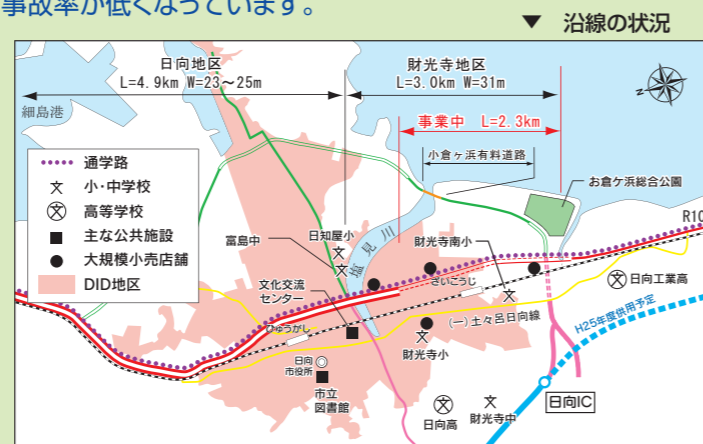 事故率が低くなっています。
▼ 沿線の状況
日向地区
L=4.9km W=23～25m
財光寺地区
L=3.0km W=31m
事業中 L=2.3km
小倉ヶ浜有料道路
細島港
N
お倉ケ浜総合公園
R10
通学路
小・中学校
高等学校
主な公共施設
大規模小売店舗
DID地区
日知屋小
富島中
塩見川
財光寺南小
文化交流
センター
ざいこうじ
日向工業高
ひゅうがし
(一)土々呂日向線
H25年度供用予定
財光寺小
日向
市役所
市立
図書館
日向高
財光寺中
日向IC